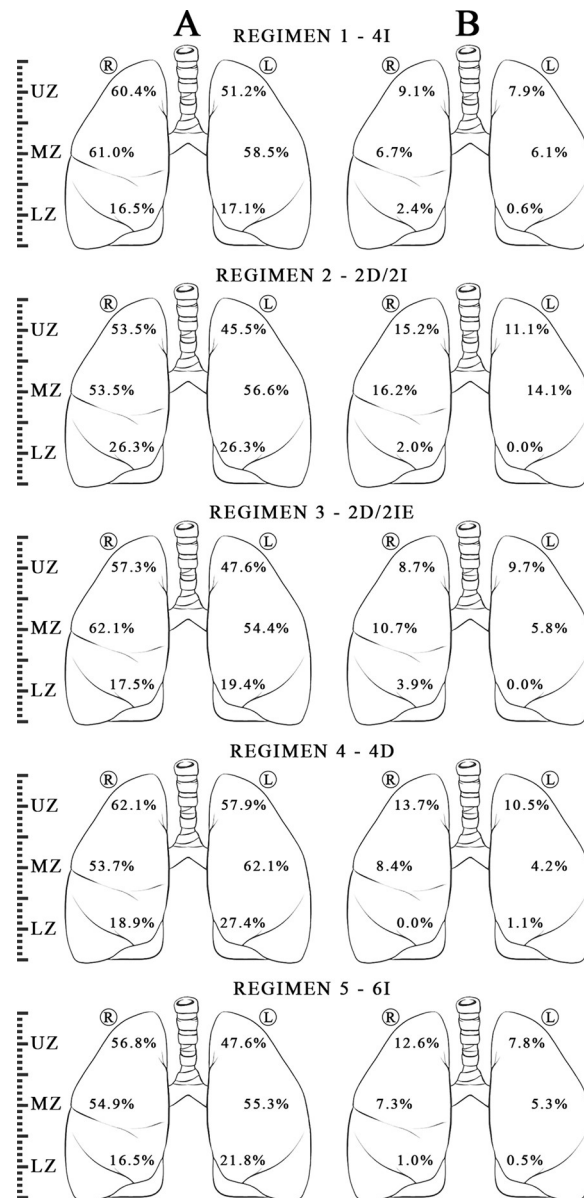 A B
REGIMEN 1 - 4I
R L
UZ 60.4% 51.2% 9.1% 7.9%
MZ 61.0% 58.5% 6.7% 6.1%
LZ 16.5% 17.1% 2.4% 0.6%
REGIMEN 2 - 2D/2I
R L R L
UZ 53.5% 45.5% 15.2% 11.1%
MZ 53.5% 56.6% 16.2% 14.1%
LZ 26.3% 26.3% 2.0% 0.0%
REGIMEN 3 - 2D/2IE
R L R L
UZ 57.3% 47.6% 8.7% 9.7%
MZ 62.1% 54.4% 10.7% 5.8%
LZ 17.5% 19.4% 3.9% 0.0%
REGIMEN 4 - 4D
R L R L
UZ 62.1% 57.9% 13.7% 10.5%
MZ 53.7% 62.1% 8.4% 4.2%
LZ 18.9% 27.4% 0.0% 1.1%
REGIMEN 5 - 6I
R L R L
UZ 56.8% 47.6% 12.6% 7.8%
MZ 54.9% 55.3% 7.3% 5.3%
LZ 16.5% 21.8% 1.0% 0.5%